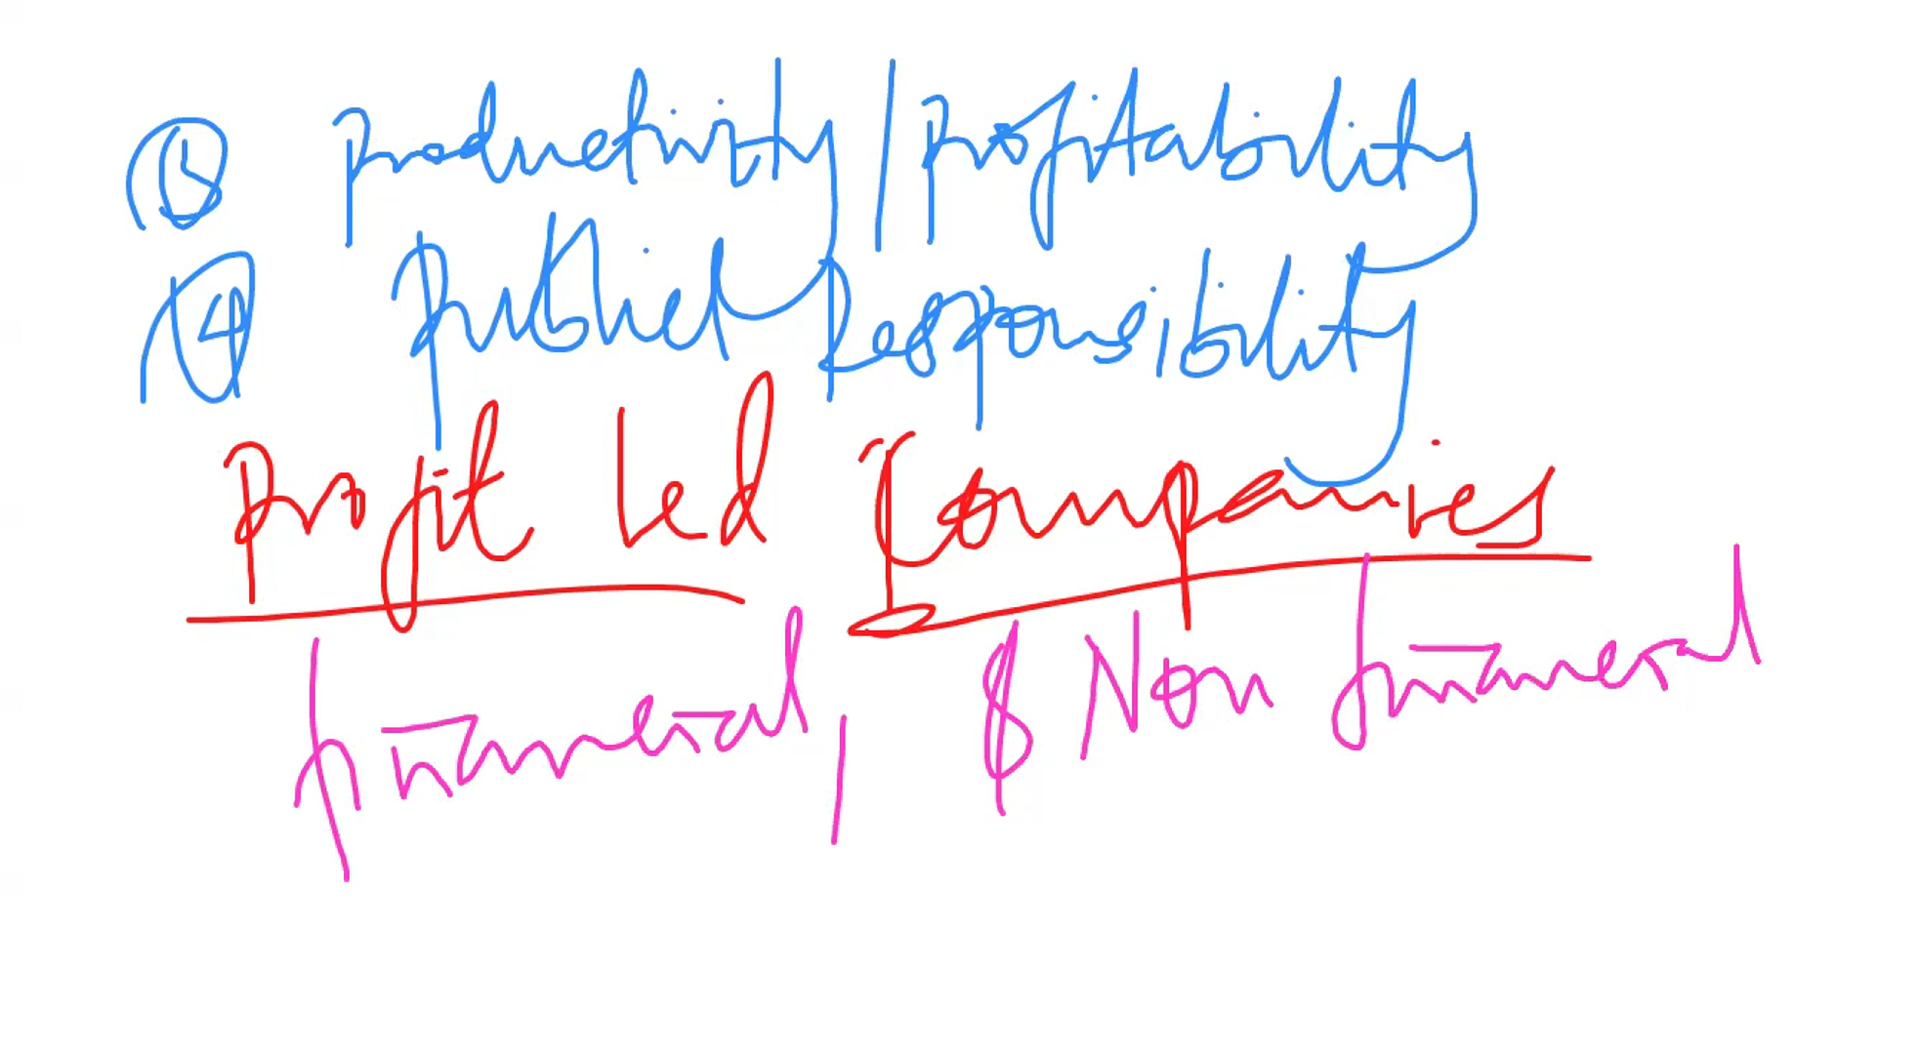 ③ Productivity/Profitability
④ Public Responsibility
Profit Led Companies
financial, & Non financial